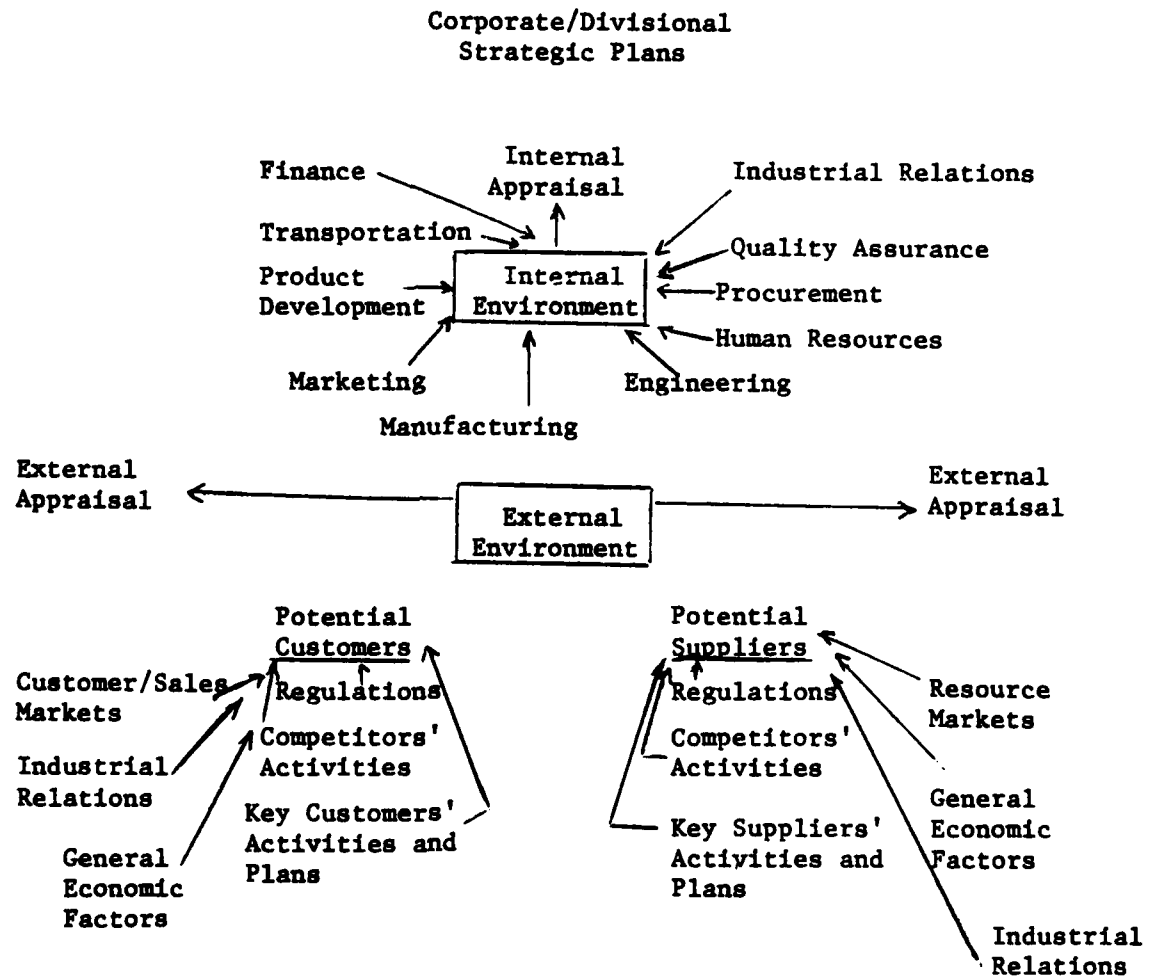 Corporate/Divisional
Strategic Plans
Finance
Internal
Appraisal
Industrial Relations
Transportation
Quality Assurance
Product
Development
Internal
Environment
Procurement
Human Resources
Marketing
Engineering
Manufacturing
External
Appraisal
External
Environment
External
Appraisal
Potential
Customers
Customer/Sales
Markets
Regulations
Industrial
Relations
Competitors'
Activities
General
Economic
Factors
Key Customers'
Activities and
Plans
Potential
Suppliers
Regulations
Resource
Markets
Competitors'
Activities
Key Suppliers'
Activities and
Plans
General
Economic
Factors
Industrial
Relations